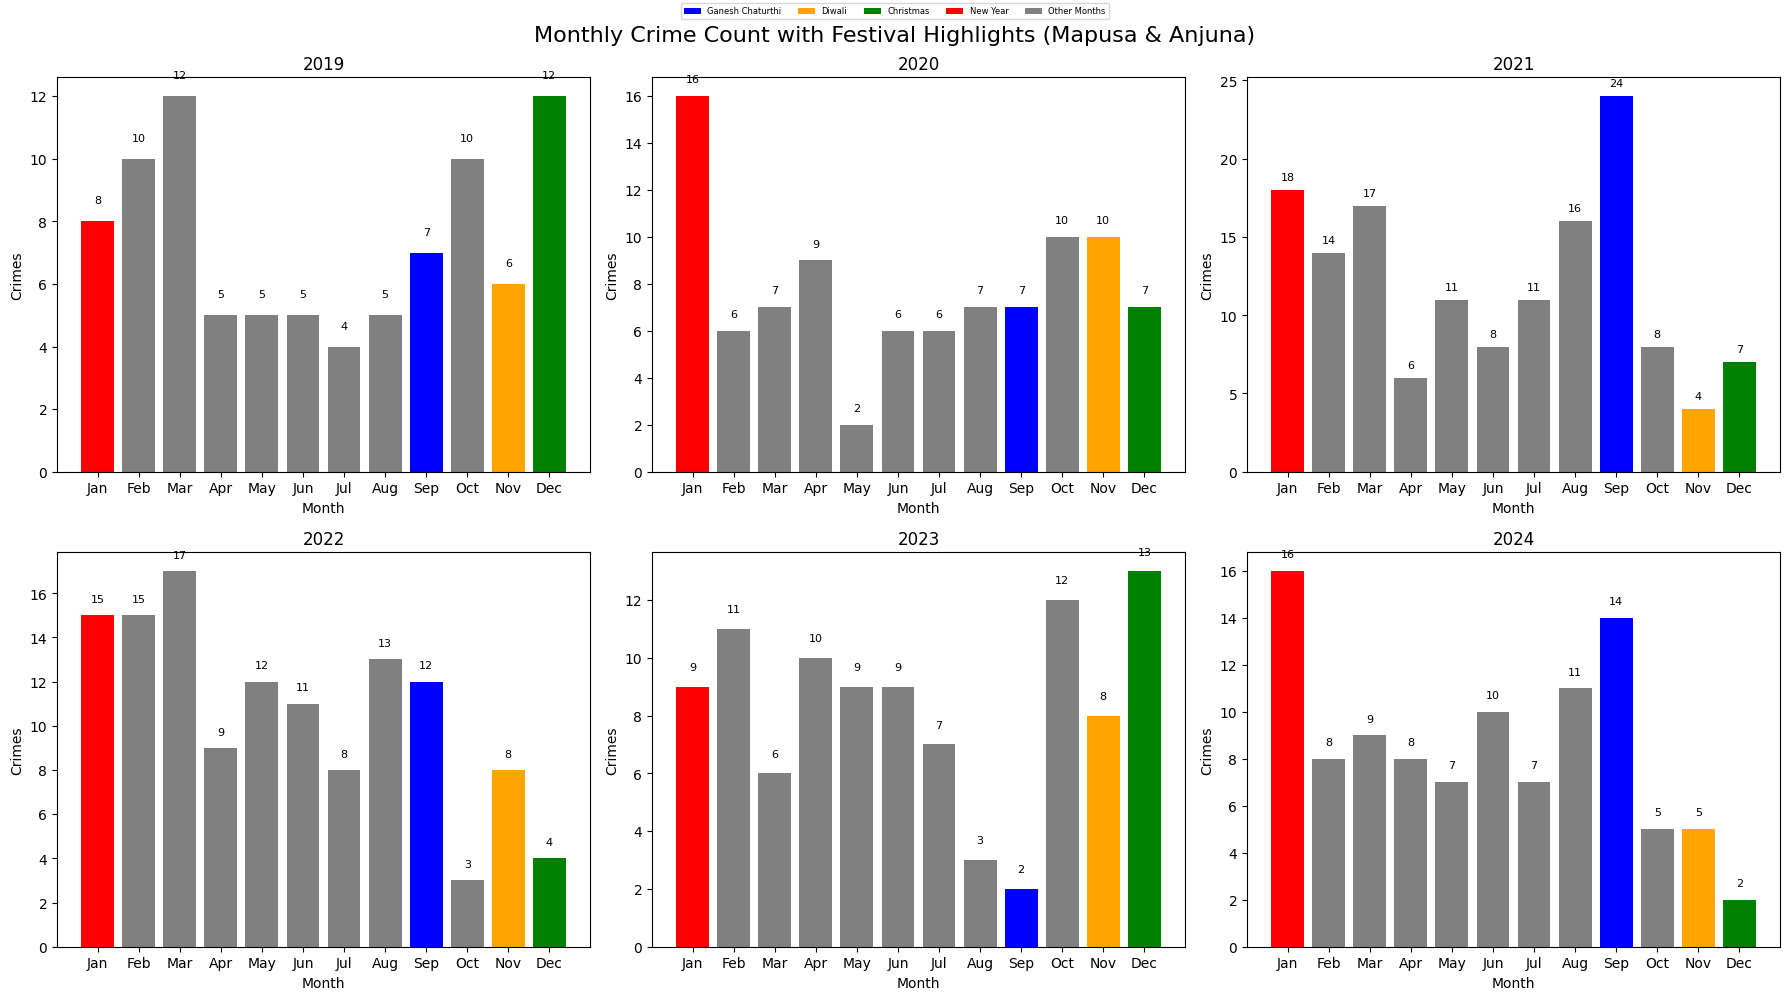 Ganesh Chaturthi Diwali Christmas New Year Other Months
Monthly Crime Count with Festival Highlights (Mapusa & Anjuna)
2019
12 10 8 6 4 2 0
Crimes
8 10 12 5 5 5 4 5 7 10 6 12
Jan Feb Mar Apr May Jun Jul Aug Sep Oct Nov Dec
Month
2020
16 14 12 10 8 6 4 2 0
Crimes
16 6 7 9 2 6 6 7 7 10 10 7
Jan Feb Mar Apr May Jun Jul Aug Sep Oct Nov Dec
Month
2021
25 20 15 10 5 0
Crimes
18 14 17 6 11 8 11 16 24 8 4 7
Jan Feb Mar Apr May Jun Jul Aug Sep Oct Nov Dec
Month
2022
16 14 12 10 8 6 4 2 0
Crimes
15 15 17 9 12 11 8 13 12 3 8 4
Jan Feb Mar Apr May Jun Jul Aug Sep Oct Nov Dec
Month
2023
12 10 8 6 4 2 0
Crimes
9 11 6 10 9 9 7 3 2 12 8 13
Jan Feb Mar Apr May Jun Jul Aug Sep Oct Nov Dec
Month
2024
16 14 12 10 8 6 4 2 0
Crimes
16 8 9 8 7 10 7 11 14 5 5 2
Jan Feb Mar Apr May Jun Jul Aug Sep Oct Nov Dec
Month